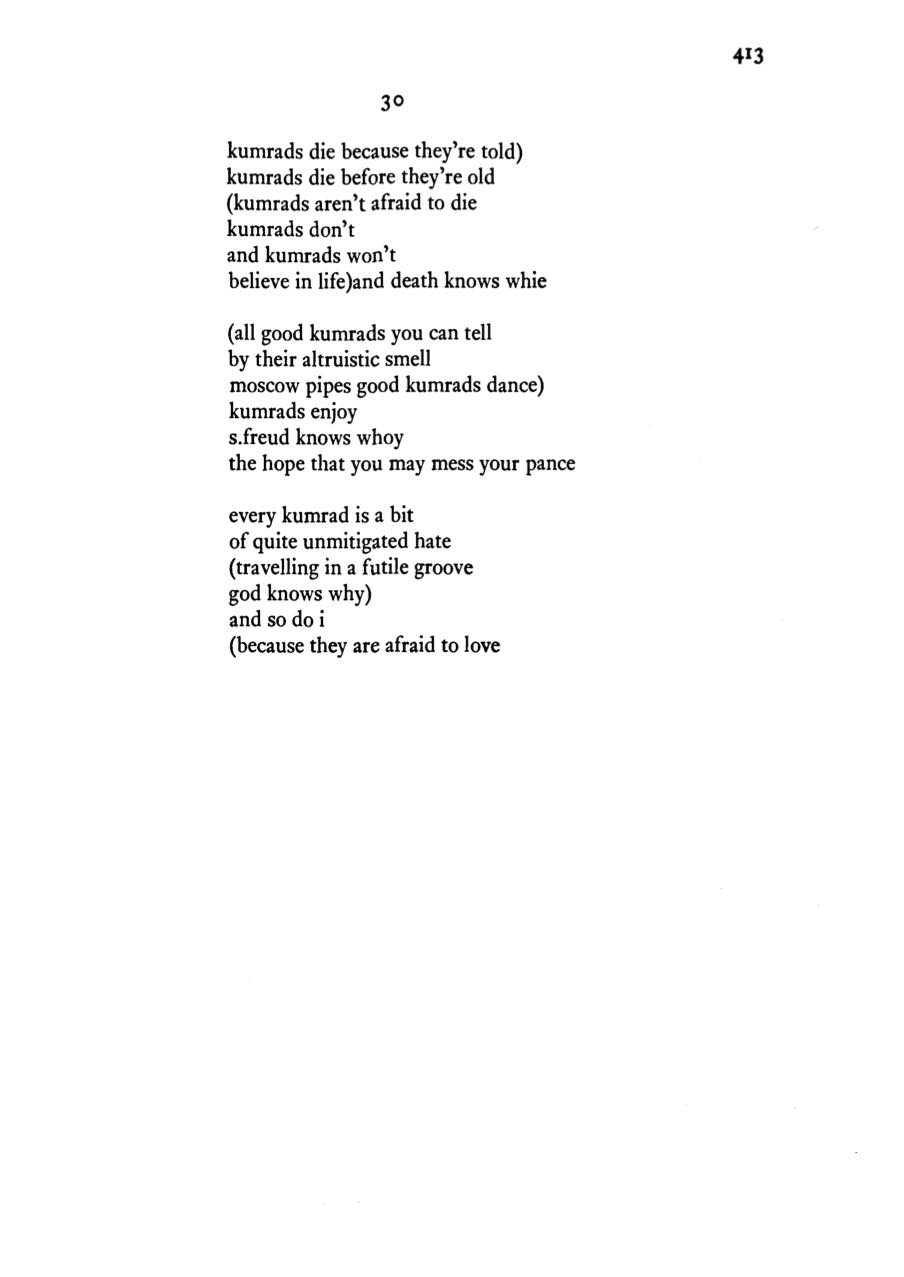 413
30
kumrads die because they're told)
kumrads die before they're old
(kumrads aren't afraid to die
kumrads don't
and kumrads won't
believe in life)and death knows whie

(all good kumrads you can tell
by their altruistic smell
moscow pipes good kumrads dance)
kumrads enjoy
s.freud knows whoy
the hope that you may mess your pance

every kumrad is a bit
of quite unmitigated hate
(travelling in a futile groove
god knows why)
and so do i
(because they are afraid to love